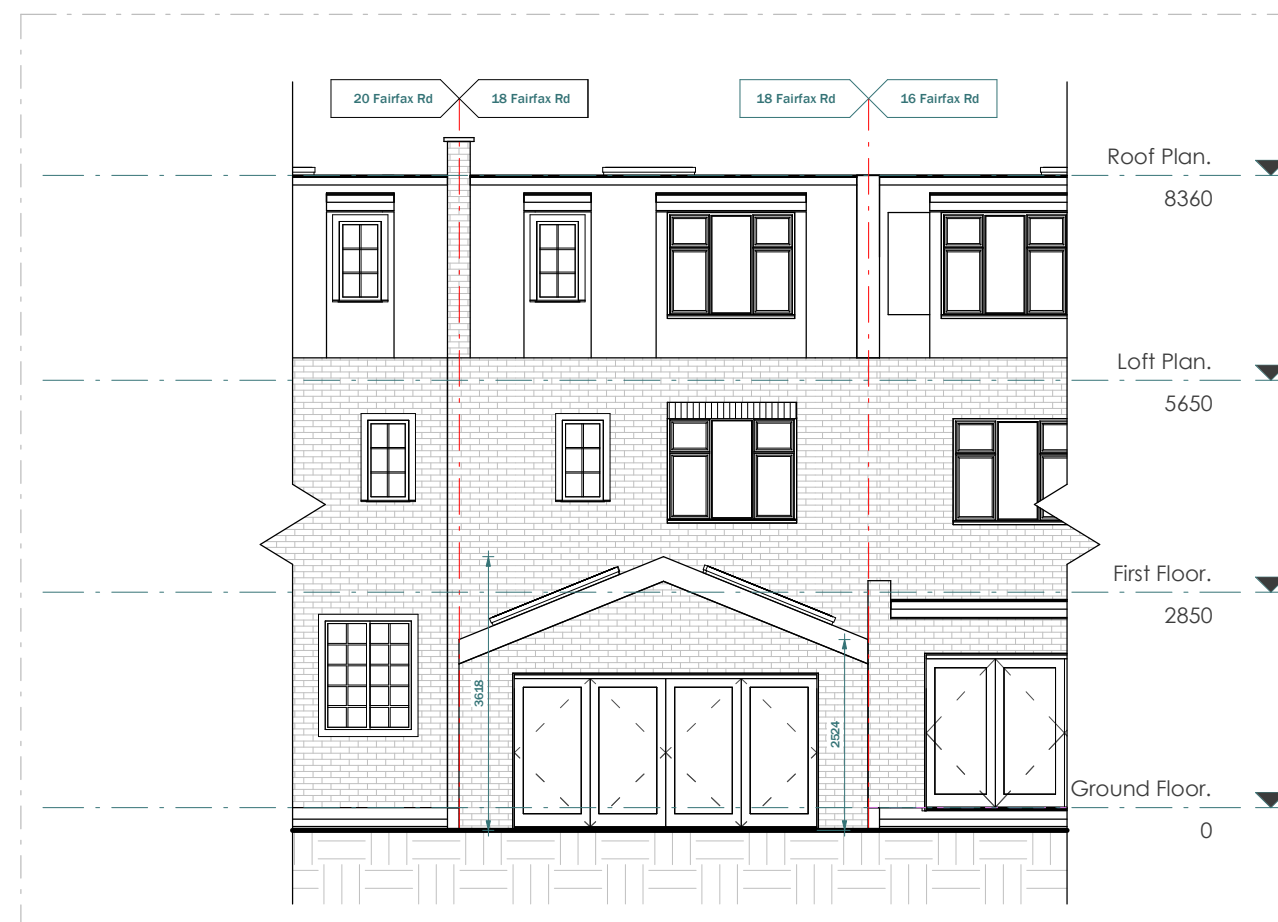 20 Fairfax Rd
18 Fairfax Rd
18 Fairfax Rd
16 Fairfax Rd
Roof Plan.
8360
Loft Plan.
5650
First Floor.
2850
3618
2524
Ground Floor.
0